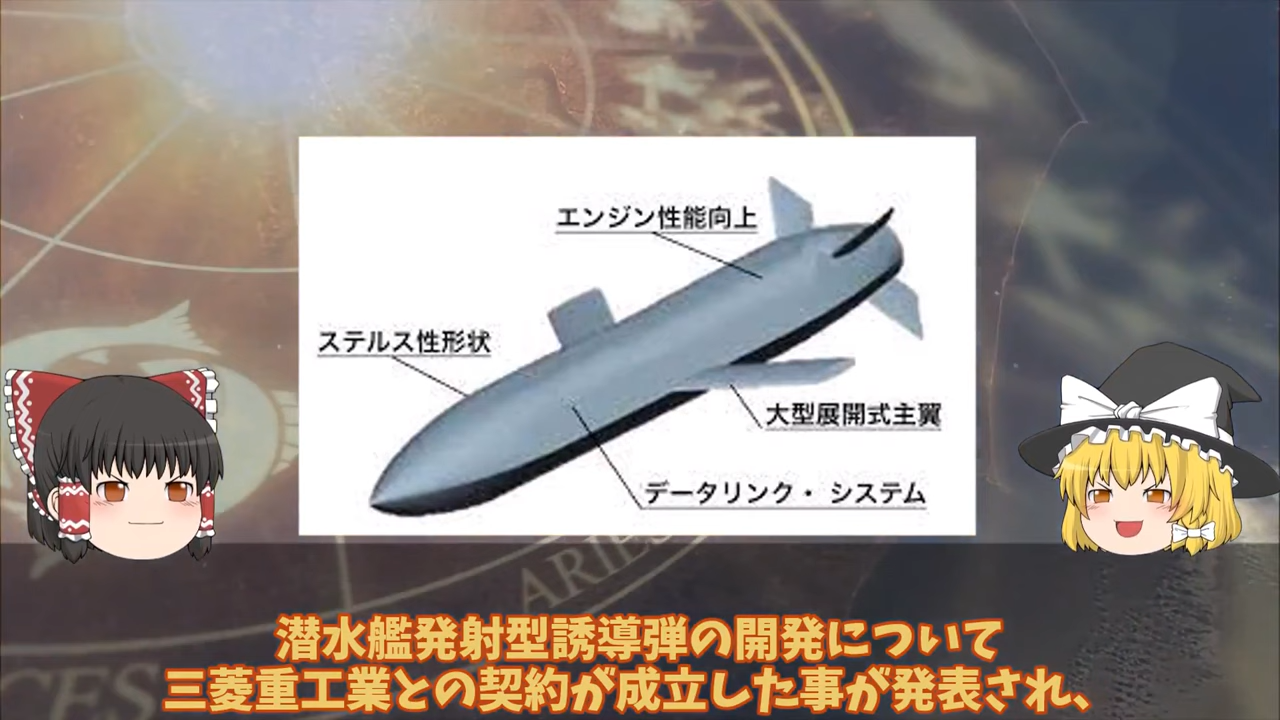 エンジン性能向上
ステルス性形状
大型展開式主翼
データリンク・ システム
ARIES
CES
潜水艦発射型誘導弾の開発について
三菱重工業との契約が成立した事が発表され、